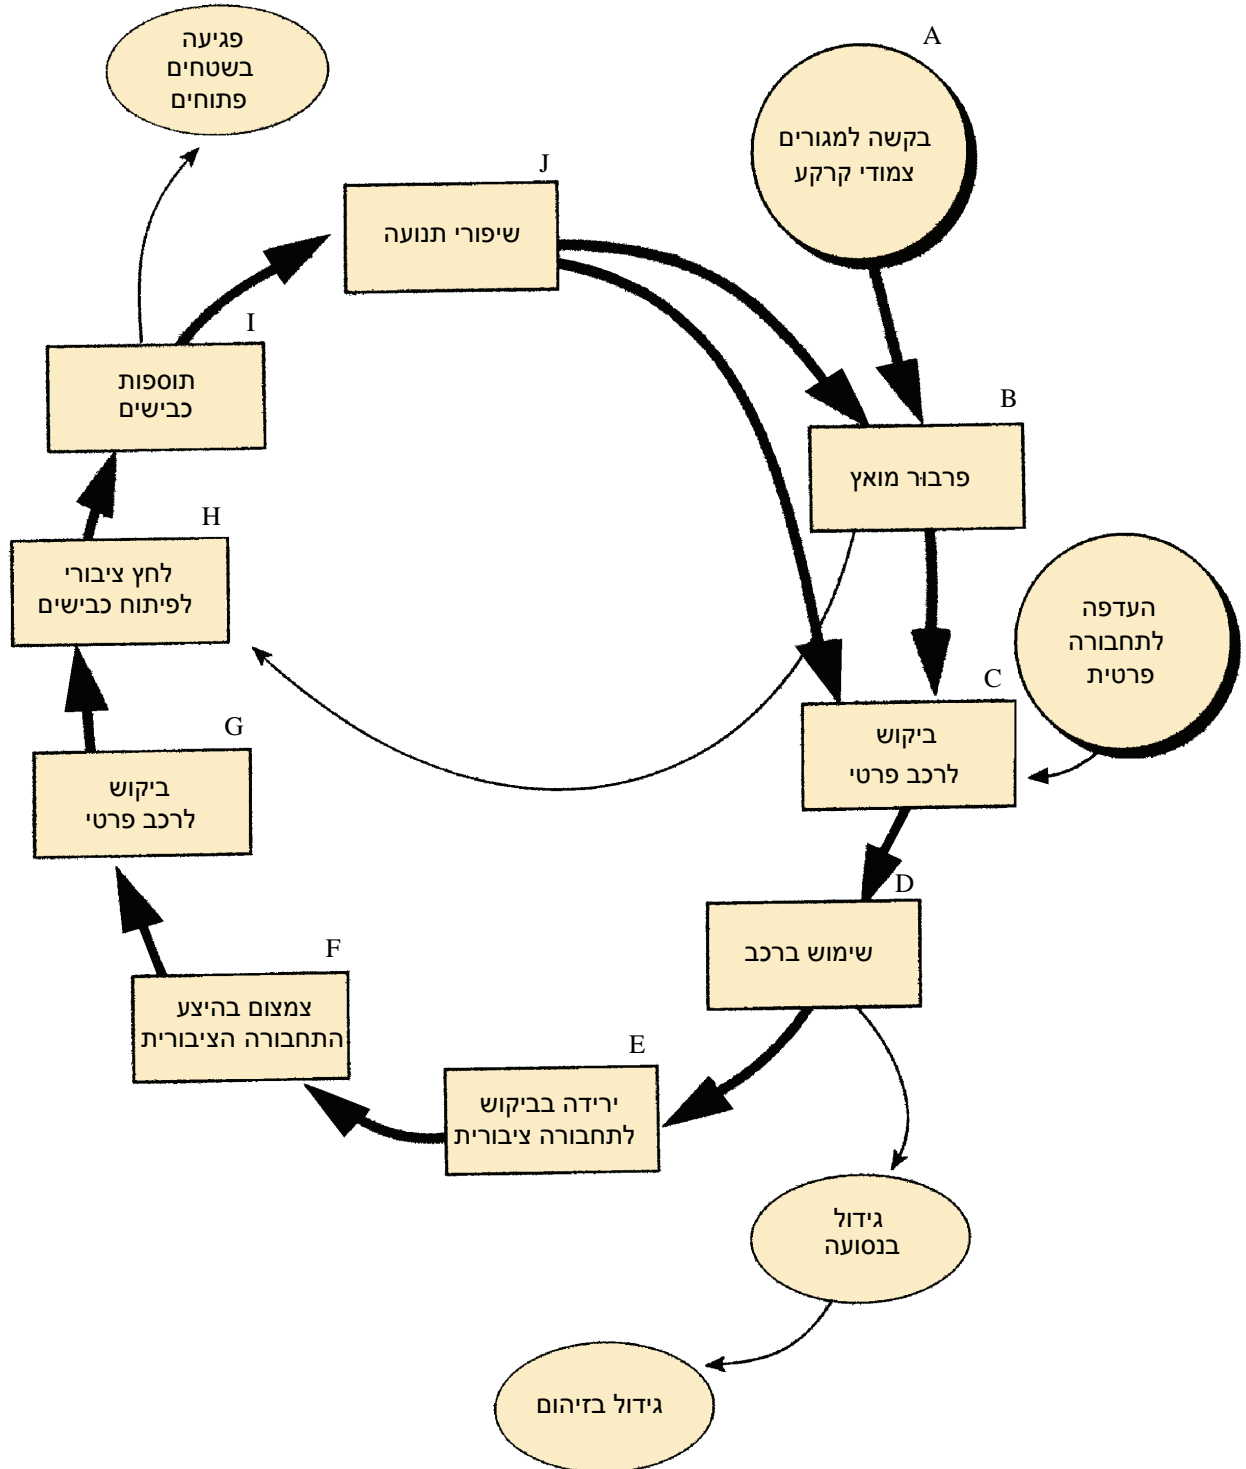 פגיעה
בשטחים
פתוחים
A
בקשה למגורים
צמודי קרקע
J
שיפורי תנועה
I
תוספות
כבישים
B
פרבוּר מואץ
H
לחץ ציבורי
לפיתוח כבישים
העדפה
לתחבורה
פרטית
C
ביקוש
לרכב פרטי
G
ביקוש
לרכב פרטי
D
שימוש ברכב
F
צמצום בהיצע
התחבורה הציבורית
E
ירידה בביקוש
לתחבורה ציבורית
גידול
בנסועה
גידול בזיהום